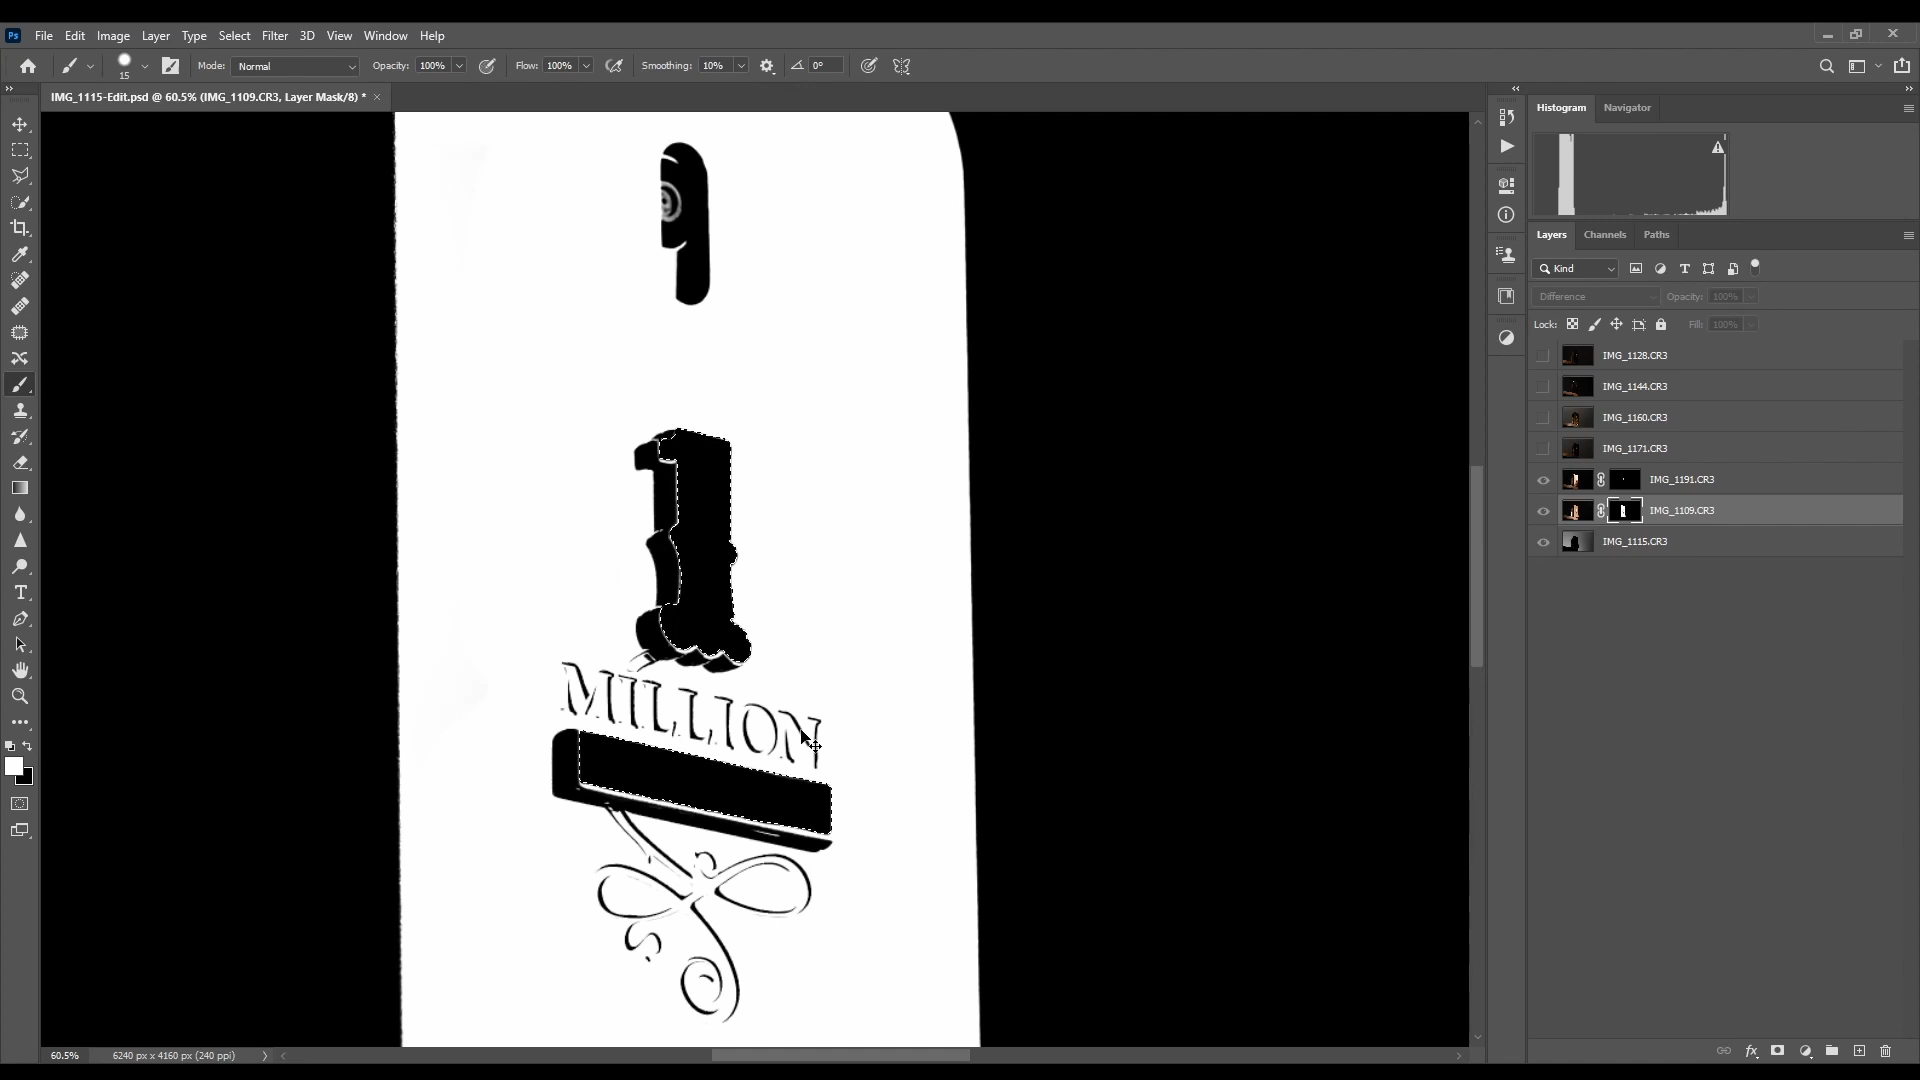 Ps File Edit Image Layer Type Select Filter 3D View Window Help
15 Mode: Normal Opacity: 100% Flow: 100% Smoothing: 10% 0°
IMG_1115-Edit.psd @ 60.5% (IMG_1109.CR3, Layer Mask/8) * ×
1
MILLION
Histogram Navigator
Layers Channels Paths
Kind
Difference Opacity: 100%
Lock: Fill: 100%
IMG_1128.CR3
IMG_1144.CR3
IMG_1160.CR3
IMG_1171.CR3
IMG_1191.CR3
IMG_1109.CR3
IMG_1115.CR3
60.5% 6240 px x 4160 px (240 ppi)
fx